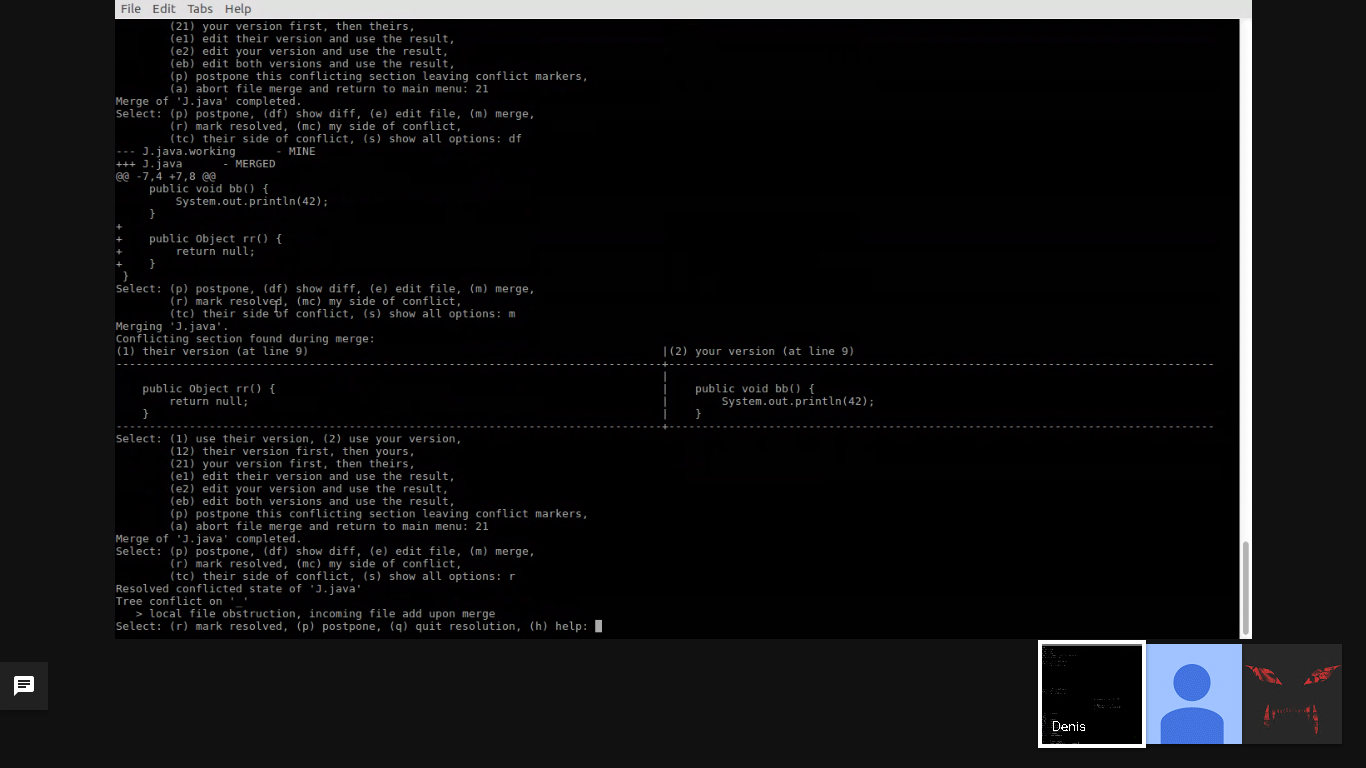 File Edit Tabs Help
(21) your version first, then theirs,
(e1) edit their version and use the result,
(e2) edit your version and use the result,
(eb) edit both versions and use the result,
(p) postpone this conflicting section leaving conflict markers,
(a) abort file merge and return to main menu: 21
Merge of 'J.java' completed.
Select: (p) postpone, (df) show diff, (e) edit file, (m) merge,
(r) mark resolved, (mc) my side of conflict,
(tc) their side of conflict, (s) show all options: df
--- J.java.working - MINE
+++ J.java - MERGED
@@ -7,4 +7,8 @@
public void bb() {
System.out.println(42);
}
+
+ public Object rr() {
+ return null;
+ }
}
Select: (p) postpone, (df) show diff, (e) edit file, (m) merge,
(r) mark resolved, (mc) my side of conflict,
(tc) their side of conflict, (s) show all options: m
Merging 'J.java'.
Conflicting section found during merge:
(1) their version (at line 9) |(2) your version (at line 9)
----------------------------------------------------------------------------------+----------------------------------------------------------------------------------
|
public Object rr() { | public void bb() {
return null; | System.out.println(42);
} | }
----------------------------------------------------------------------------------+----------------------------------------------------------------------------------
Select: (1) use their version, (2) use your version,
(12) their version first, then yours,
(21) your version first, then theirs,
(e1) edit their version and use the result,
(e2) edit your version and use the result,
(eb) edit both versions and use the result,
(p) postpone this conflicting section leaving conflict markers,
(a) abort file merge and return to main menu: 21
Merge of 'J.java' completed.
Select: (p) postpone, (df) show diff, (e) edit file, (m) merge,
(r) mark resolved, (mc) my side of conflict,
(tc) their side of conflict, (s) show all options: r
Resolved conflicted state of 'J.java'
Tree conflict on '_'
> local file obstruction, incoming file add upon merge
Select: (r) mark resolved, (p) postpone, (q) quit resolution, (h) help:
Denis